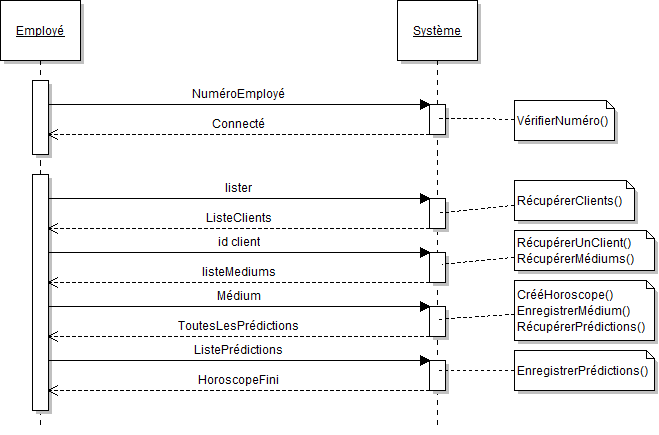 Employé
Système
NuméroEmployé
VérifierNuméro()
Connecté
lister
RécupérerClients()
ListeClients
id client
RécupérerUnClient()
RécupérerMédiums()
listeMediums
Médium
CrééHoroscope()
EnregistrerMédium()
RécupérerPrédictions()
ToutesLesPrédictions
ListePrédictions
EnregistrerPrédictions()
HoroscopeFini